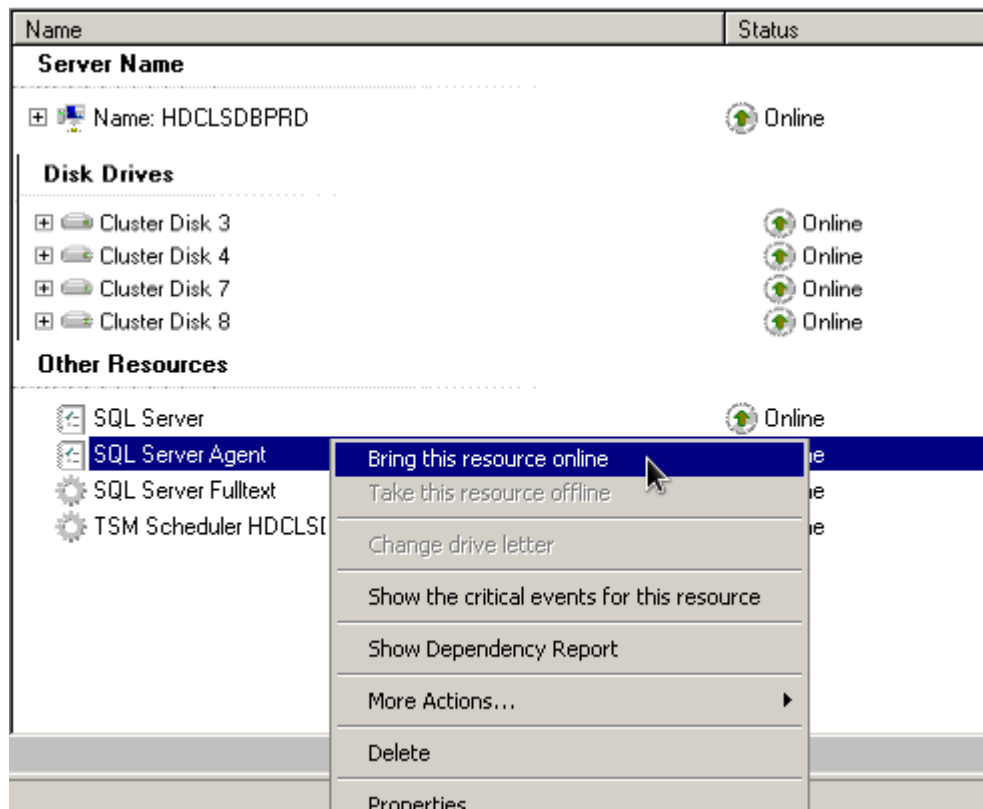 Name Status
Server Name
Name: HDCLSDBPRD Online
Disk Drives
Cluster Disk 3 Online
Cluster Disk 4 Online
Cluster Disk 7 Online
Cluster Disk 8 Online
Other Resources
SQL Server Online
SQL Server Agent
SQL Server Fulltext
TSM Scheduler
Bring this resource online
Take this resource offline
Change drive letter
Show the critical events for this resource
Show Dependency Report
More Actions...
Delete
Properties